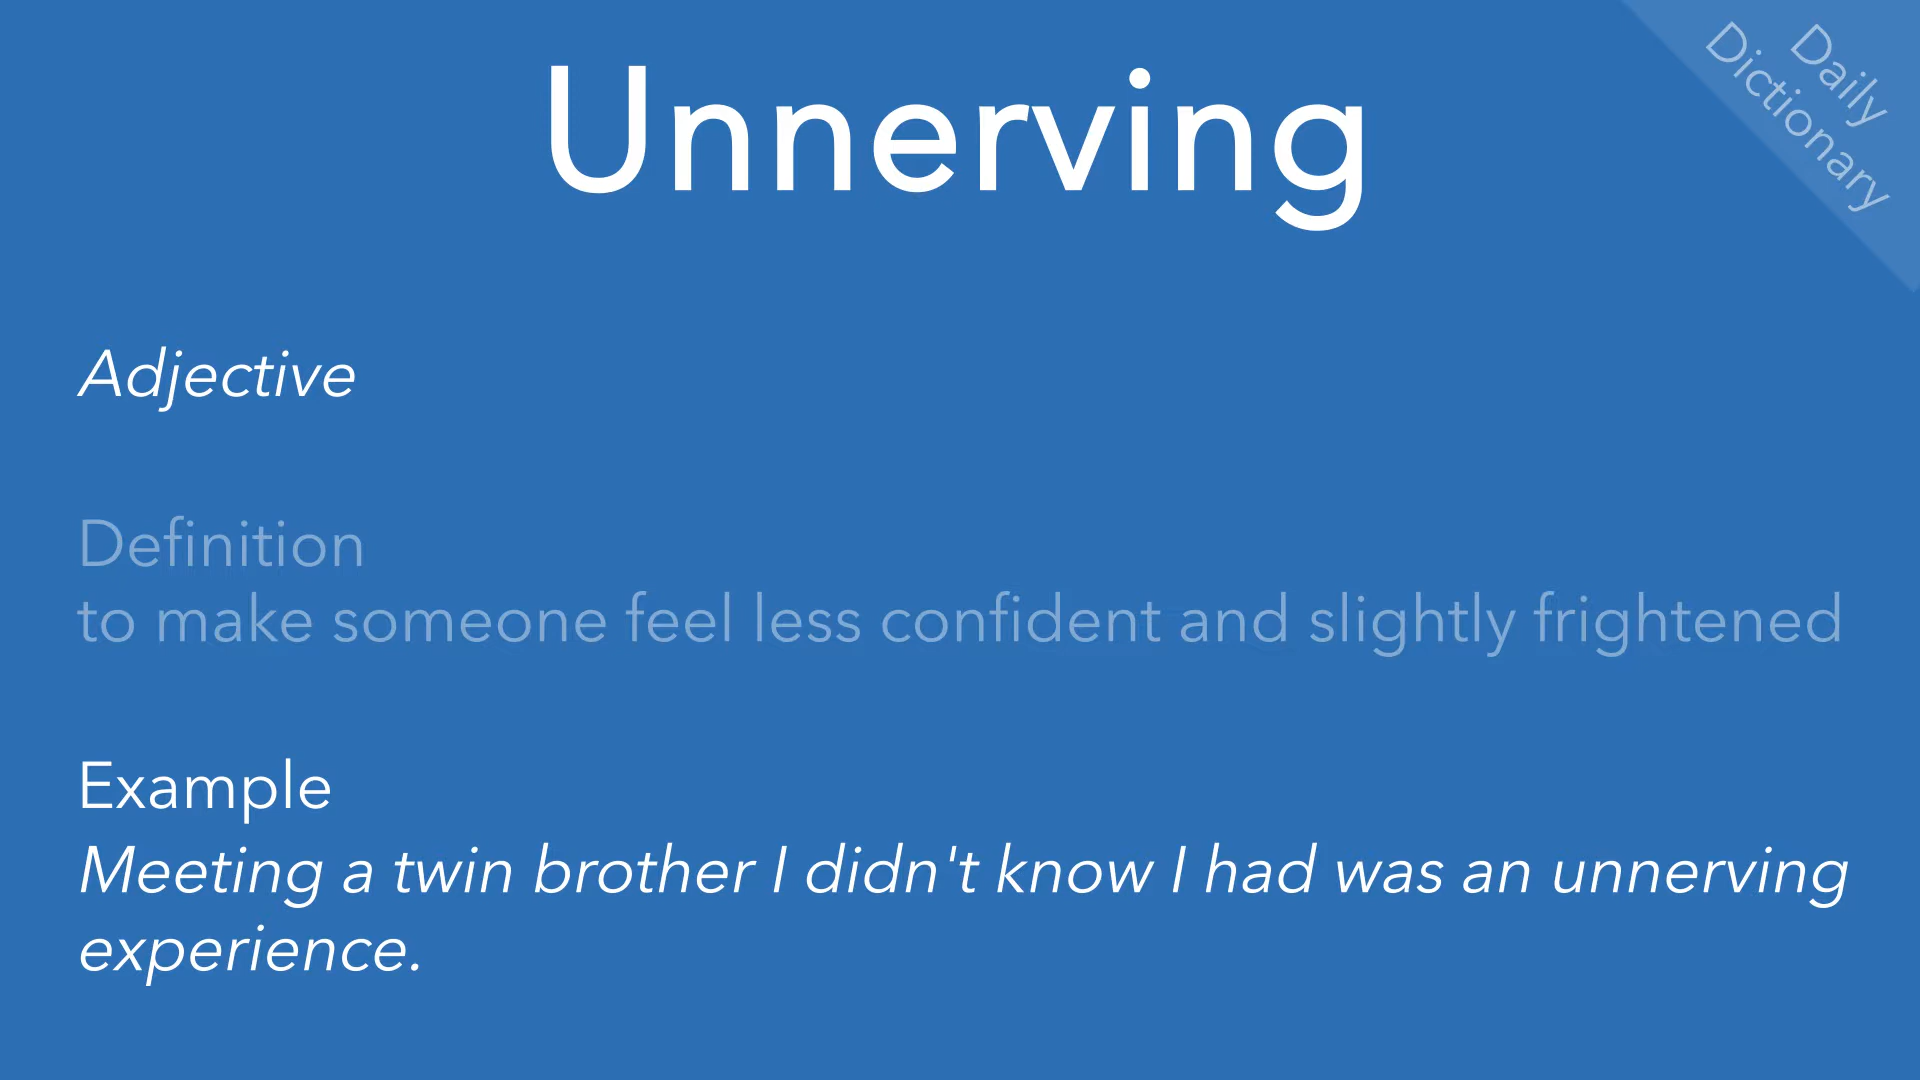 Unnerving
Daily
Dictionary
Adjective
Definition
to make someone feel less confident and slightly frightened
Example
Meeting a twin brother I didn't know I had was an unnerving
experience.